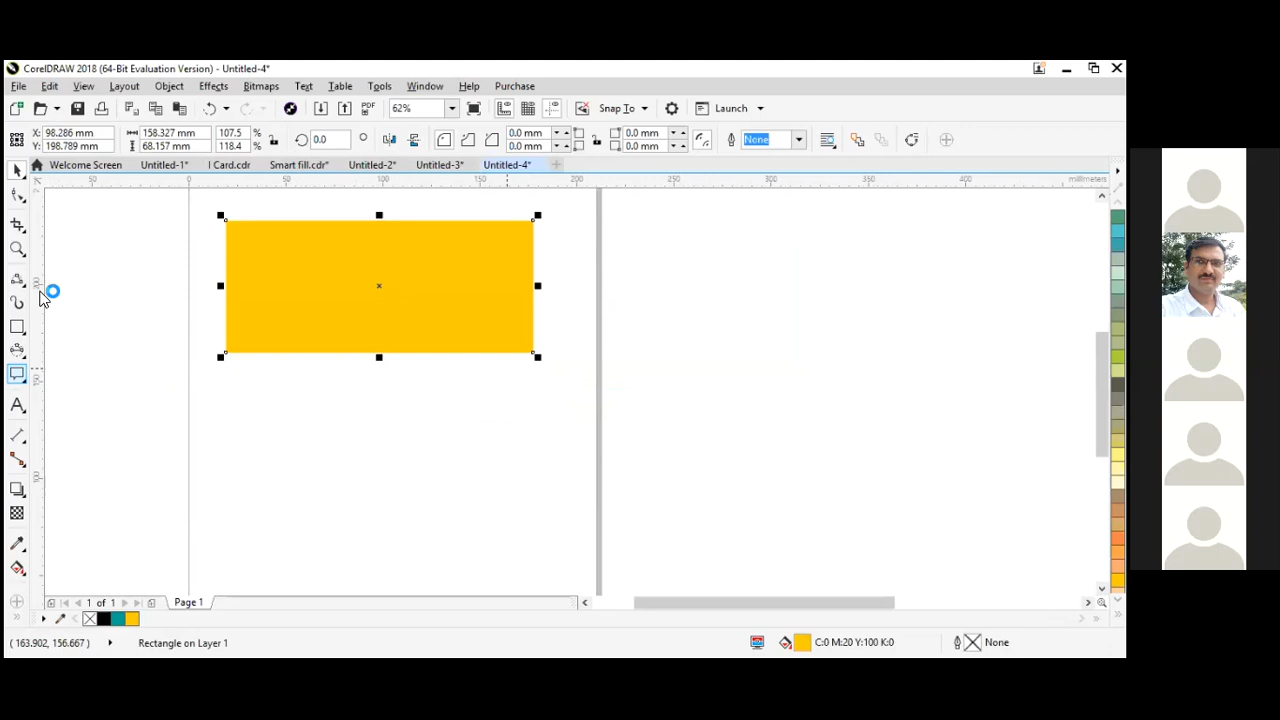 CorelDRAW 2018 (64-Bit Evaluation Version) - Untitled-4*
File Edit View Layout Object Effects Bitmaps Text Table Tools Window Help Purchase
PDF 62% Snap To Launch
X: 98.286 mm 158.327 mm 107.5 % 0.0 0.0 mm 0.0 mm None
Y: 198.789 mm 68.157 mm 118.4 % 0.0 mm 0.0 mm
Welcome Screen Untitled-1* I Card.cdr Smart fill.cdr* Untitled-2* Untitled-3* Untitled-4*
50 0 50 100 150 200 250 300 350 400 millimeters
200
150
100
1 of 1 Page 1
( 163.902, 156.667 ) Rectangle on Layer 1 C:0 M:20 Y:100 K:0 None